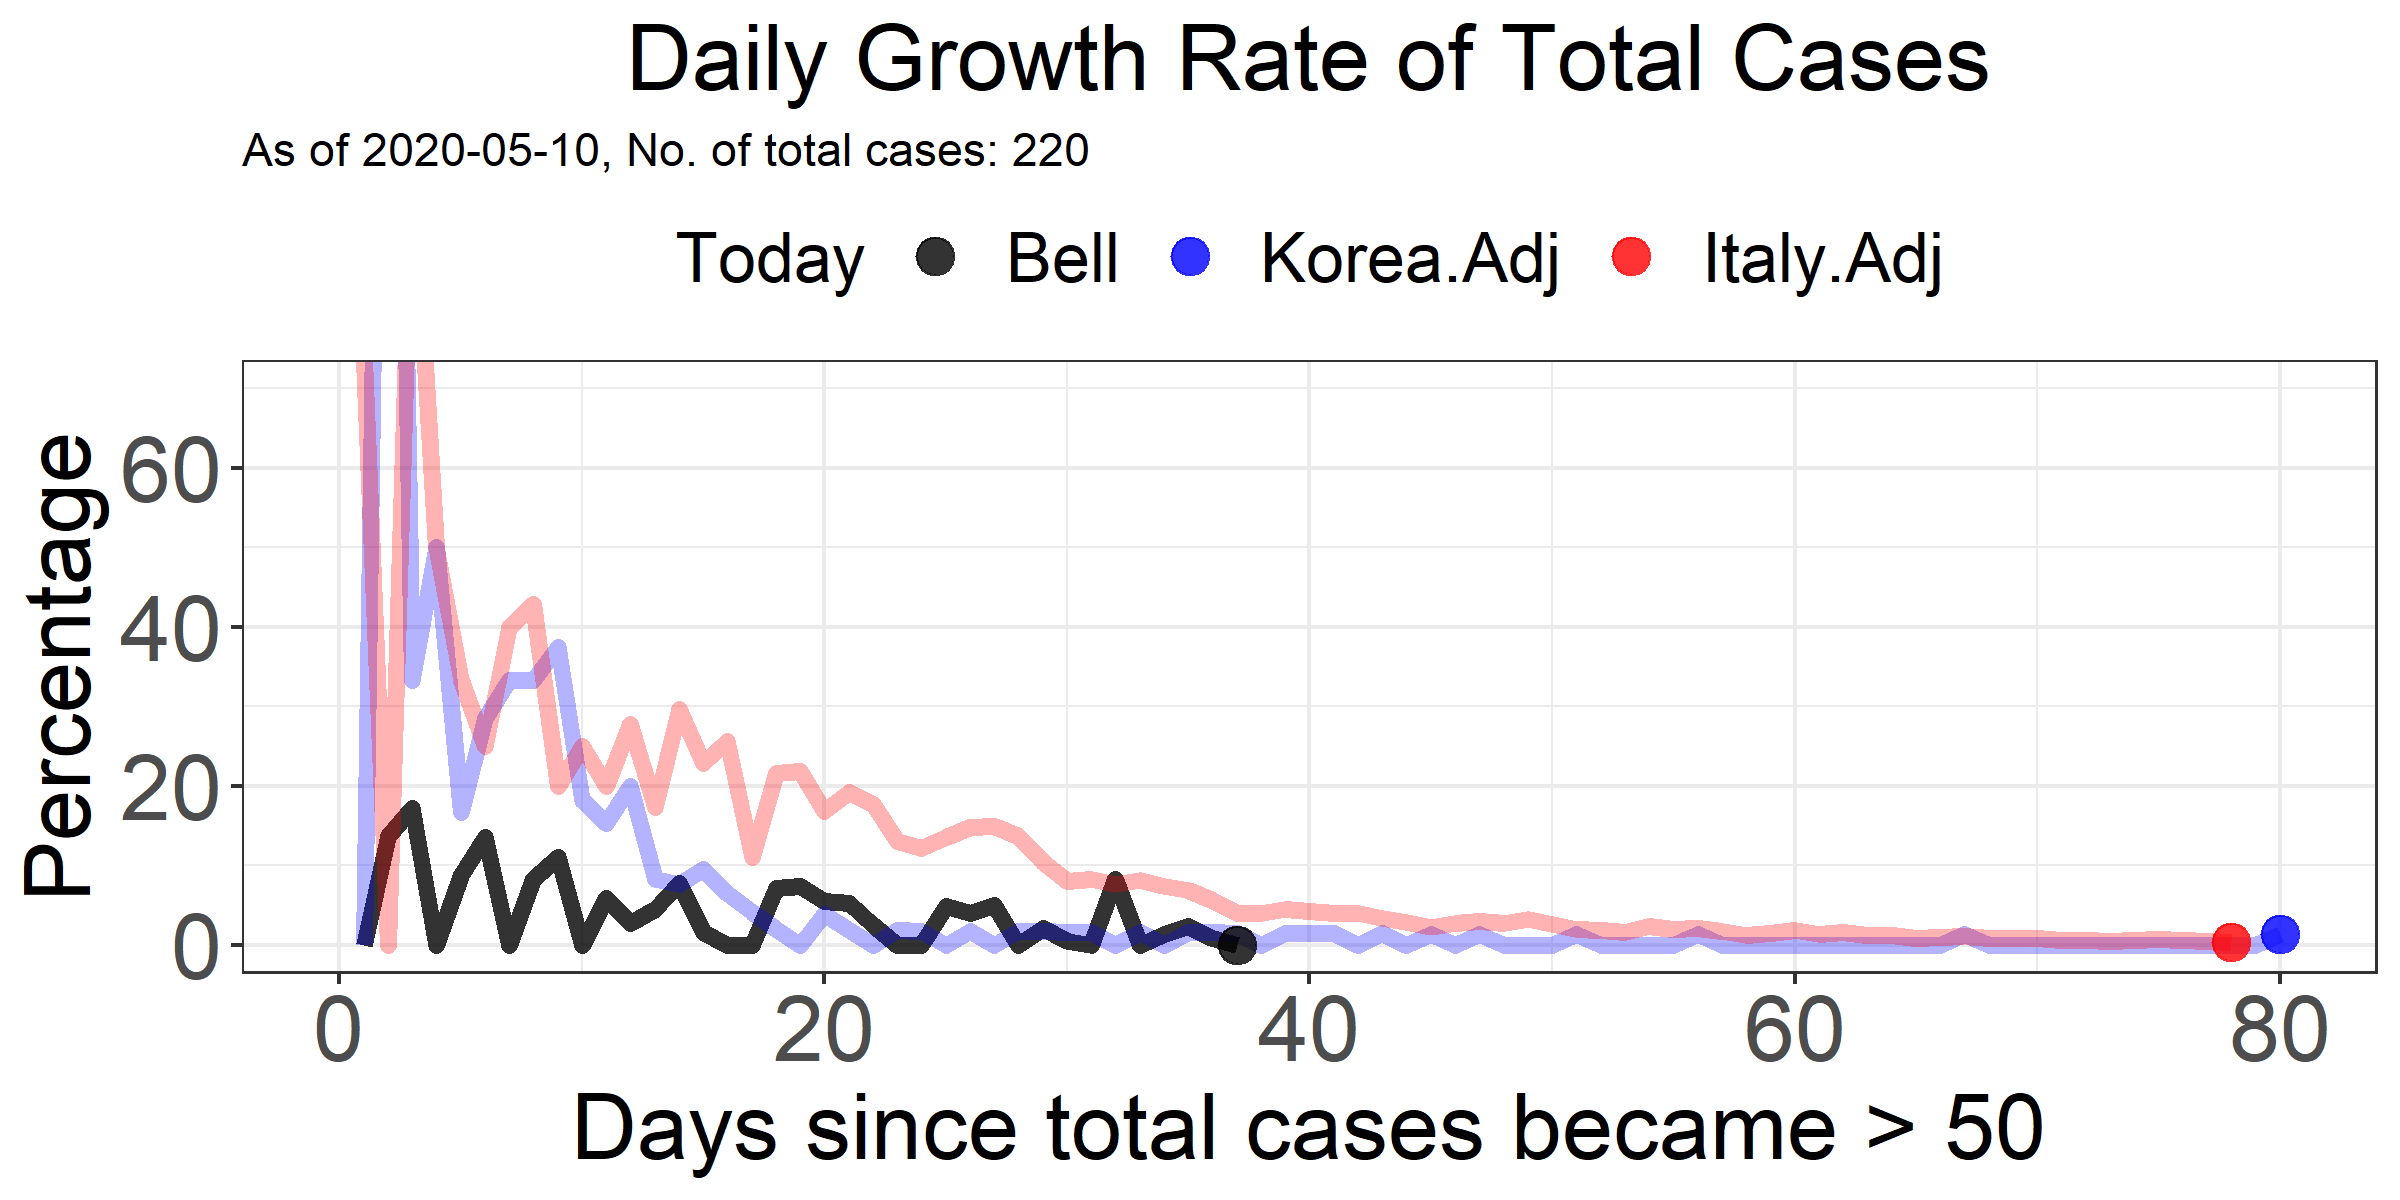 Daily Growth Rate of Total Cases
As of 2020-05-10, No. of total cases: 220
Today Bell Korea.Adj Italy.Adj
Percentage
60
40
20
0
0 20 40 60 80
Days since total cases became > 50